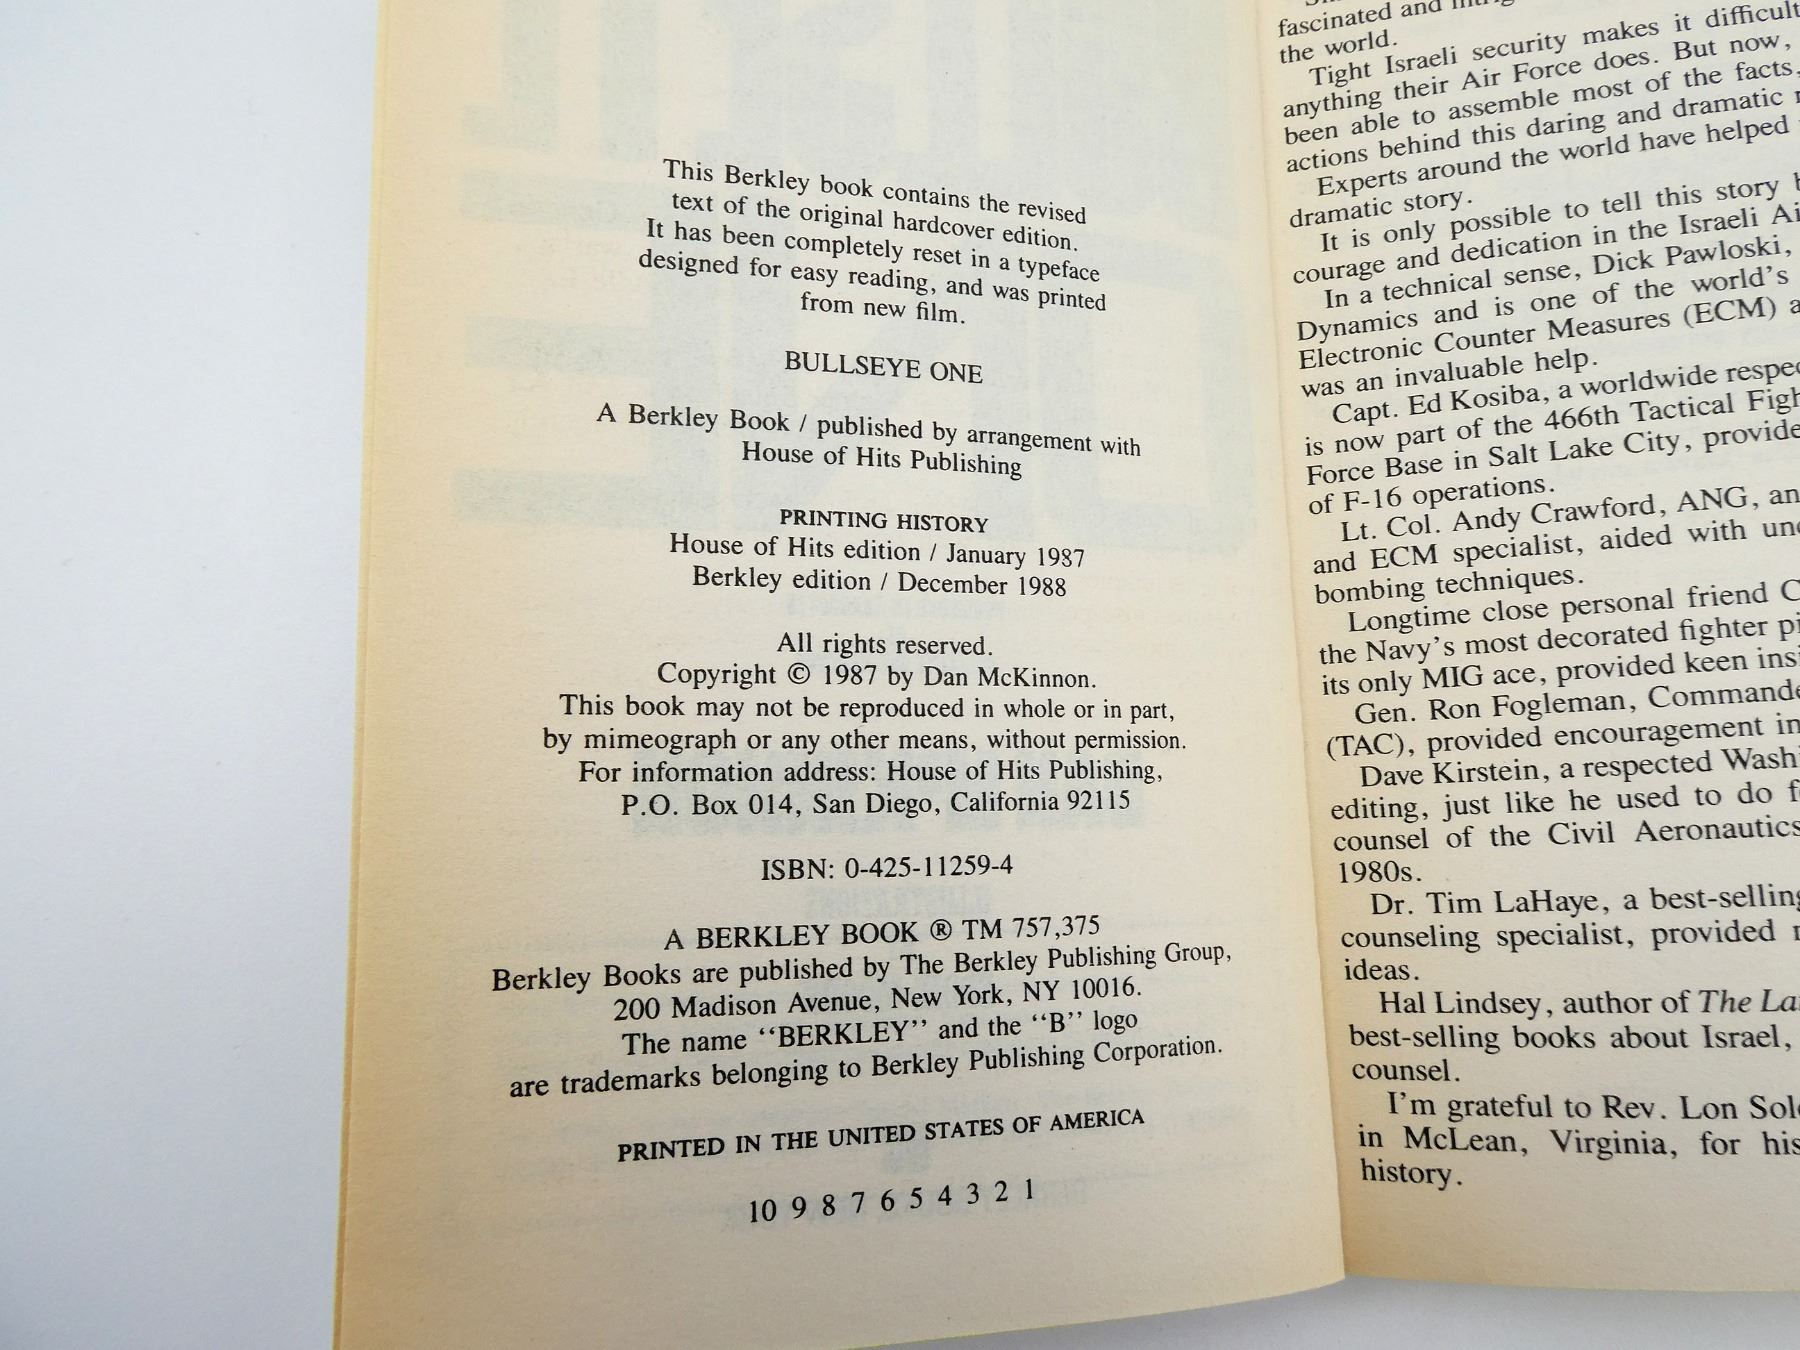 This Berkley book contains the revised
text of the original hardcover edition.
It has been completely reset in a typeface
designed for easy reading, and was printed
from new film.
BULLSEYE ONE
A Berkley Book / published by arrangement with
House of Hits Publishing
PRINTING HISTORY
House of Hits edition / January 1987
Berkley edition / December 1988
All rights reserved.
Copyright © 1987 by Dan McKinnon.
This book may not be reproduced in whole or in part,
by mimeograph or any other means, without permission.
For information address: House of Hits Publishing,
P.O. Box 014, San Diego, California 92115
ISBN: 0-425-11259-4
A BERKLEY BOOK ® TM 757,375
Berkley Books are published by The Berkley Publishing Group,
200 Madison Avenue, New York, NY 10016.
The name “BERKLEY” and the “B” logo
are trademarks belonging to Berkley Publishing Corporation.
PRINTED IN THE UNITED STATES OF AMERICA
10 9 8 7 6 5 4 3 2 1
fascinated and
the world.
Tight Israeli security makes it difficult
anything their Air Force does. But now,
been able to assemble most of the facts,
actions behind this daring and dramatic
Experts around the world have helped
dramatic story.
It is only possible to tell this story
courage and dedication in the Israeli
In a technical sense, Dick Pawloski,
Dynamics and is one of the world’s
Electronic Counter Measures (ECM)
was an invaluable help.
Capt. Ed Kosiba, a worldwide
is now part of the 466th Tactical
Force Base in Salt Lake City,
of F-16 operations.
Lt. Col. Andy Crawford, ANG,
and ECM specialist, aided with
bombing techniques.
Longtime close personal friend
the Navy’s most decorated fighter
its only MIG ace, provided keen
Gen. Ron Fogleman,
(TAC), provided encouragement
Dave Kirstein, a respected
editing, just like he used to do
counsel of the Civil Aeronautics
1980s.
Dr. Tim LaHaye, a best-selling
counseling specialist, provided
ideas.
Hal Lindsey, author of The
best-selling books about Israel,
counsel.
I’m grateful to Rev. Lon
in McLean, Virginia, for his
history.